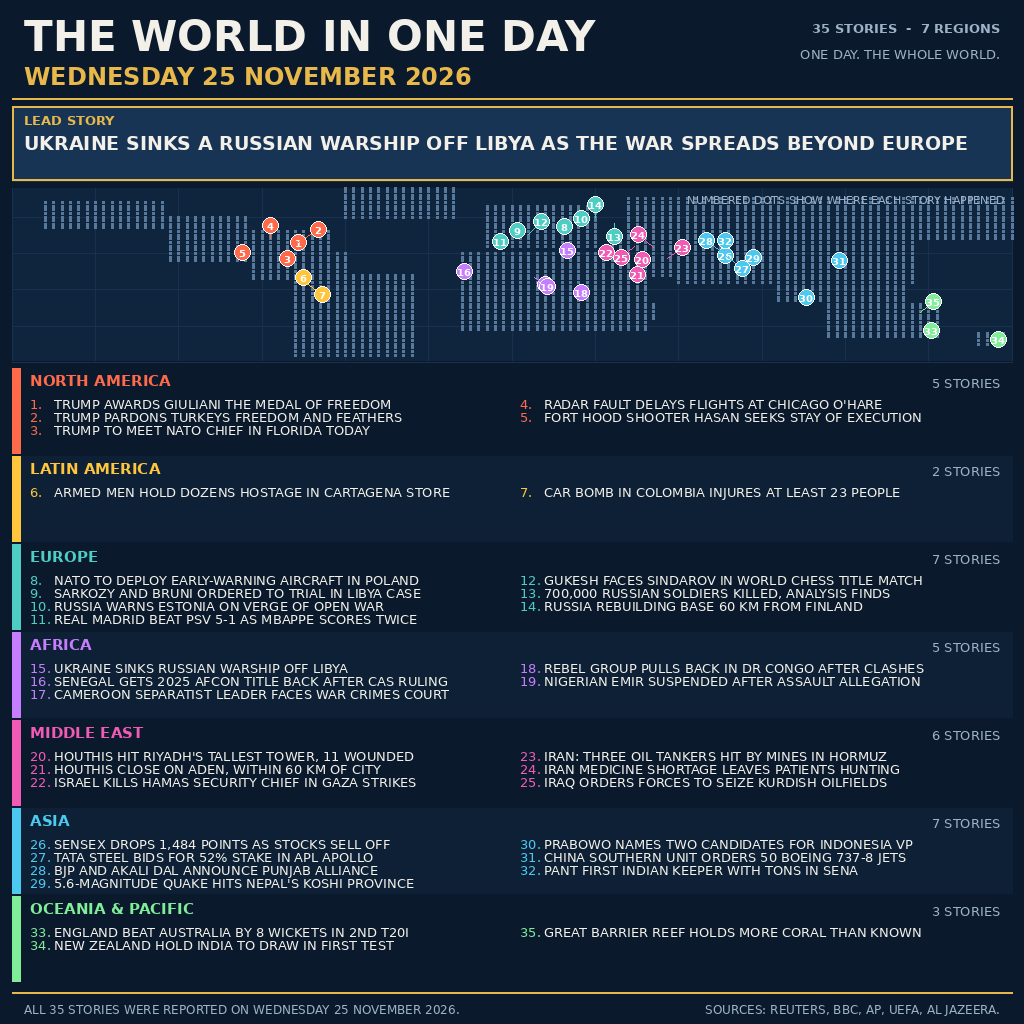 THE WORLD IN ONE DAY
35 STORIES - 7 REGIONS
WEDNESDAY 25 NOVEMBER 2026
ONE DAY. THE WHOLE WORLD.
LEAD STORY
UKRAINE SINKS A RUSSIAN WARSHIP OFF LIBYA AS THE WAR SPREADS BEYOND EUROPE
NUMBERED DOTS SHOW WHERE EACH STORY HAPPENED
NORTH AMERICA
5 STORIES
1. TRUMP AWARDS GIULIANI THE MEDAL OF FREEDOM
2. TRUMP PARDONS TURKEYS FREEDOM AND FEATHERS
3. TRUMP TO MEET NATO CHIEF IN FLORIDA TODAY
4. RADAR FAULT DELAYS FLIGHTS AT CHICAGO O'HARE
5. FORT HOOD SHOOTER HASAN SEEKS STAY OF EXECUTION
LATIN AMERICA
2 STORIES
6. ARMED MEN HOLD DOZENS HOSTAGE IN CARTAGENA STORE
7. CAR BOMB IN COLOMBIA INJURES AT LEAST 23 PEOPLE
EUROPE
7 STORIES
8. NATO TO DEPLOY EARLY-WARNING AIRCRAFT IN POLAND
9. SARKOZY AND BRUNI ORDERED TO TRIAL IN LIBYA CASE
10. RUSSIA WARNS ESTONIA ON VERGE OF OPEN WAR
11. REAL MADRID BEAT PSV 5-1 AS MBAPPE SCORES TWICE
12. GUKESH FACES SINDAROV IN WORLD CHESS TITLE MATCH
13. 700,000 RUSSIAN SOLDIERS KILLED, ANALYSIS FINDS
14. RUSSIA REBUILDING BASE 60 KM FROM FINLAND
AFRICA
5 STORIES
15. UKRAINE SINKS RUSSIAN WARSHIP OFF LIBYA
16. SENEGAL GETS 2025 AFCON TITLE BACK AFTER CAS RULING
17. CAMEROON SEPARATIST LEADER FACES WAR CRIMES COURT
18. REBEL GROUP PULLS BACK IN DR CONGO AFTER CLASHES
19. NIGERIAN EMIR SUSPENDED AFTER ASSAULT ALLEGATION
MIDDLE EAST
6 STORIES
20. HOUTHIS HIT RIYADH'S TALLEST TOWER, 11 WOUNDED
21. HOUTHIS CLOSE ON ADEN, WITHIN 60 KM OF CITY
22. ISRAEL KILLS HAMAS SECURITY CHIEF IN GAZA STRIKES
23. IRAN: THREE OIL TANKERS HIT BY MINES IN HORMUZ
24. IRAN MEDICINE SHORTAGE LEAVES PATIENTS HUNTING
25. IRAQ ORDERS FORCES TO SEIZE KURDISH OILFIELDS
ASIA
7 STORIES
26. SENSEX DROPS 1,484 POINTS AS STOCKS SELL OFF
27. TATA STEEL BIDS FOR 52% STAKE IN APL APOLLO
28. BJP AND AKALI DAL ANNOUNCE PUNJAB ALLIANCE
29. 5.6-MAGNITUDE QUAKE HITS NEPAL'S KOSHI PROVINCE
30. PRABOWO NAMES TWO CANDIDATES FOR INDONESIA VP
31. CHINA SOUTHERN UNIT ORDERS 50 BOEING 737-8 JETS
32. PANT FIRST INDIAN KEEPER WITH TONS IN SENA
OCEANIA & PACIFIC
3 STORIES
33. ENGLAND BEAT AUSTRALIA BY 8 WICKETS IN 2ND T20I
34. NEW ZEALAND HOLD INDIA TO DRAW IN FIRST TEST
35. GREAT BARRIER REEF HOLDS MORE CORAL THAN KNOWN
ALL 35 STORIES WERE REPORTED ON WEDNESDAY 25 NOVEMBER 2026.
SOURCES: REUTERS, BBC, AP, UEFA, AL JAZEERA.